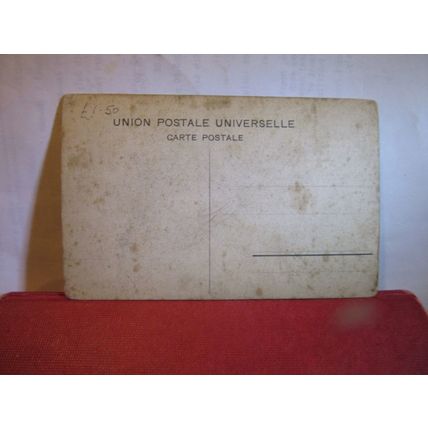 £1-50
UNION POSTALE UNIVERSELLE
CARTE POSTALE